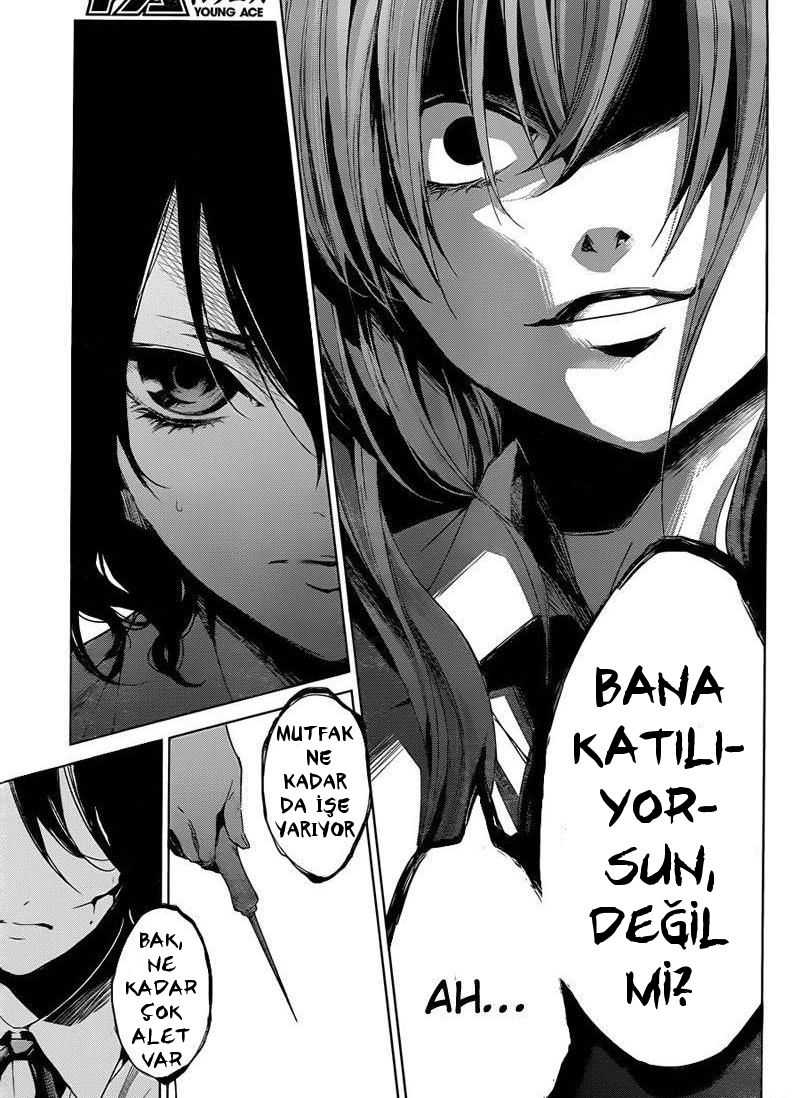 YOUNG ACE
BANA
KATILI-
YOR-
SUN,
DEĞİL
Mİ?
AH...
MUTFAK
NE
KADAR
DA İŞE
YARIYOR
BAK,
NE
KADAR
ÇOK
ALET
VAR